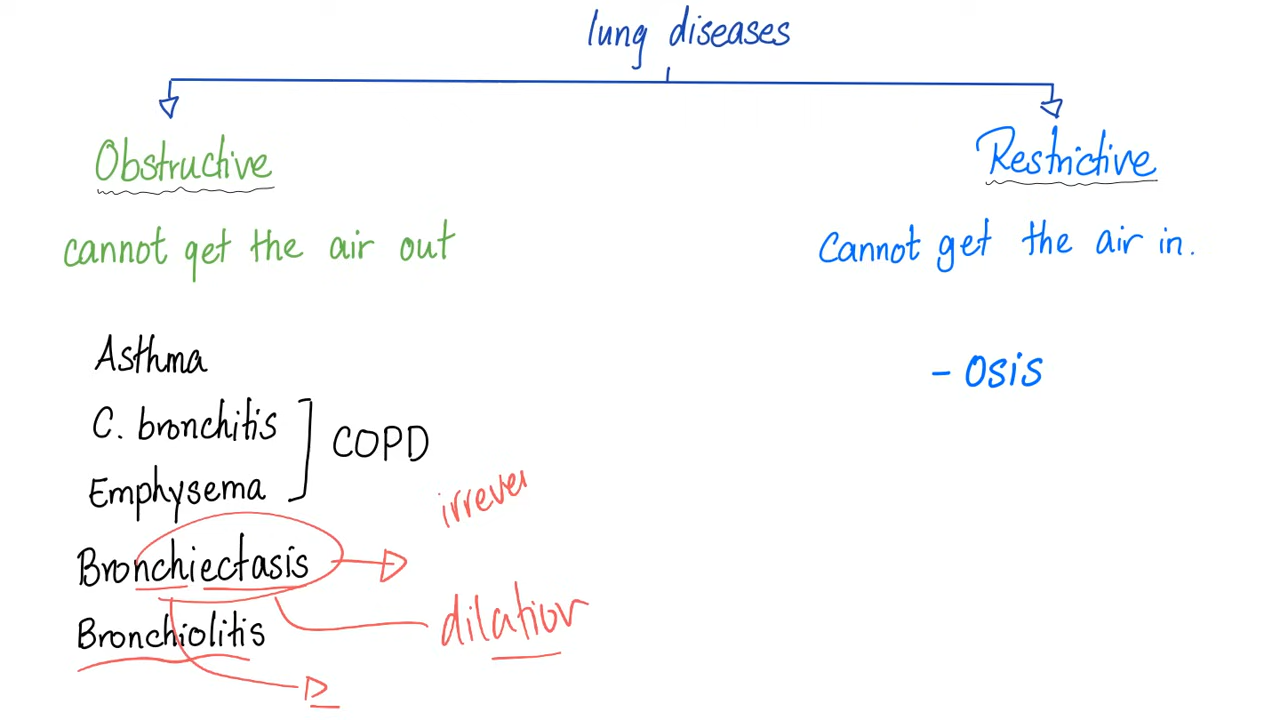 lung diseases
Obstructive
Restrictive
cannot get the air out
Cannot get the air in.
Asthma
- Osis
C. bronchitis
COPD
Emphysema
irrever
Bronchiectasis
dilation
Bronchiolitis